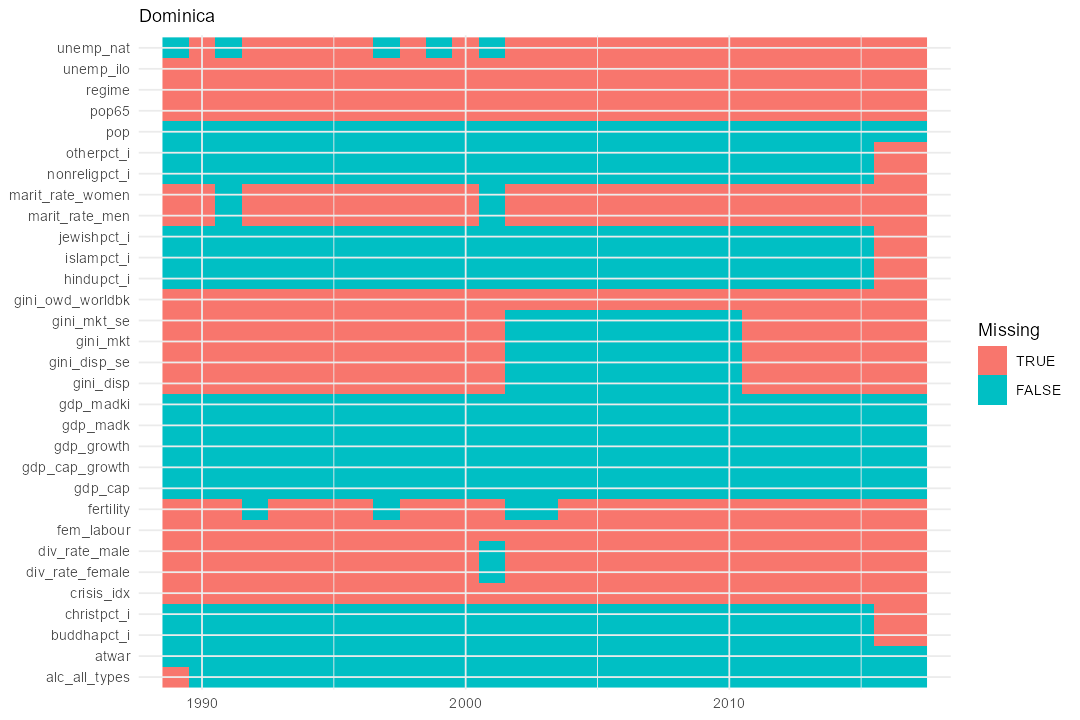 Dominica
unemp_nat
unemp_ilo
regime
pop65
pop
otherpct_i
nonreligpct_i
marit_rate_women
marit_rate_men
jewishpct_i
islampct_i
hindupct_i
gini_owd_worldbk
gini_mkt_se
gini_mkt
gini_disp_se
gini_disp
gdp_madki
gdp_madk
gdp_growth
gdp_cap_growth
gdp_cap
fertility
fem_labour
div_rate_male
div_rate_female
crisis_idx
christpct_i
buddhapct_i
atwar
alc_all_types
1990 2000 2010
Missing
TRUE
FALSE